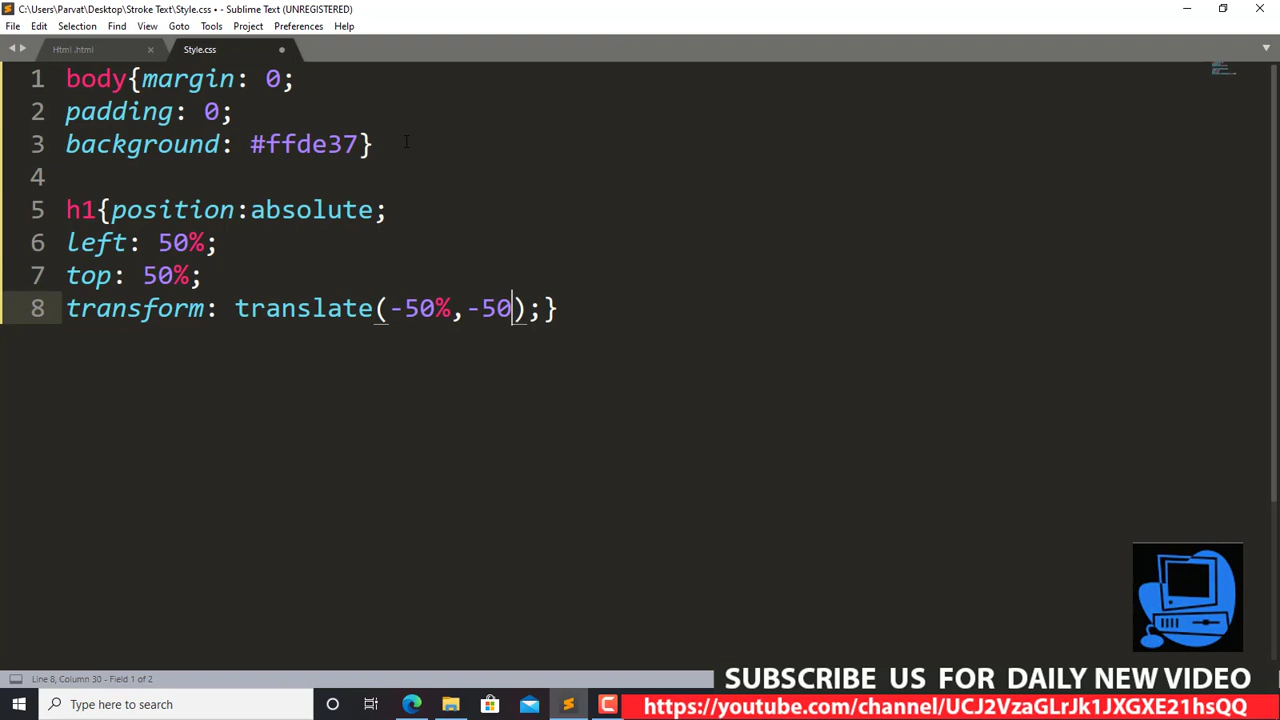 C:\Users\Parvat\Desktop\Stroke Text\Style.css • - Sublime Text (UNREGISTERED)
File Edit Selection Find View Goto Tools Project Preferences Help
Html .html Style.css
1 body{margin: 0;
2 padding: 0;
3 background: #ffde37}
4
5 h1{position:absolute;
6 left: 50%;
7 top: 50%;
8 transform: translate(-50%,-50);}
SUBSCRIBE US FOR DAILY NEW VIDEO
Line 8, Column 30 - Field 1 of 2
Type here to search
https://youtube.com/channel/UCJ2VzaGLrJk1JXGXE21hsQQ